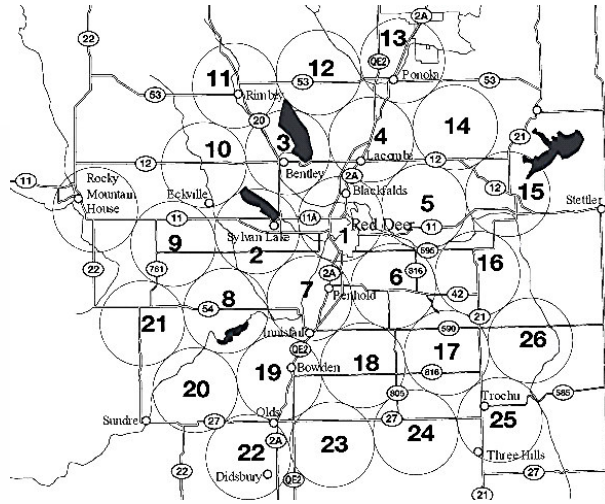 2A
22
13
QE2
11
12
53
Ponoka
53
53
Rimbey
20
3
4
14
21
10
12
Lacombe
12
Bentley
2A
12
Rocky
Mountain
House
11
Eckville
Blackfalds
5
15
Stettler
11
11A
Red Deer
11
Sylvan Lake
1
595
9
2
22
761
2A
6
816
16
7
Penhold
42
8
54
21
21
Innisfail
590
26
QE2
17
19
Bowden
18
816
20
805
Trochu
585
Sundre
27
Olds
27
25
2A
23
24
22
Three Hills
22
Didsbury
QE2
27
21